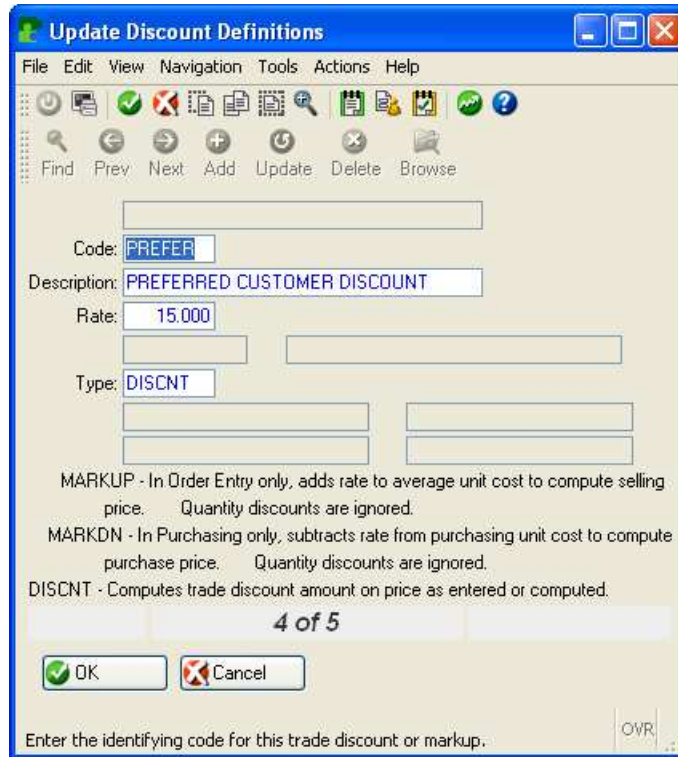 Update Discount Definitions
File Edit View Navigation Tools Actions Help
Find Prev Next Add Update Delete Browse
Code: PREFER
Description: PREFERRED CUSTOMER DISCOUNT
Rate: 15.000
Type: DISCNT
MARKUP - In Order Entry only, adds rate to average unit cost to compute selling
price. Quantity discounts are ignored.
MARKDN - In Purchasing only, subtracts rate from purchasing unit cost to compute
purchase price. Quantity discounts are ignored.
DISCNT - Computes trade discount amount on price as entered or computed.
4 of 5
OK Cancel
Enter the identifying code for this trade discount or markup. OVR